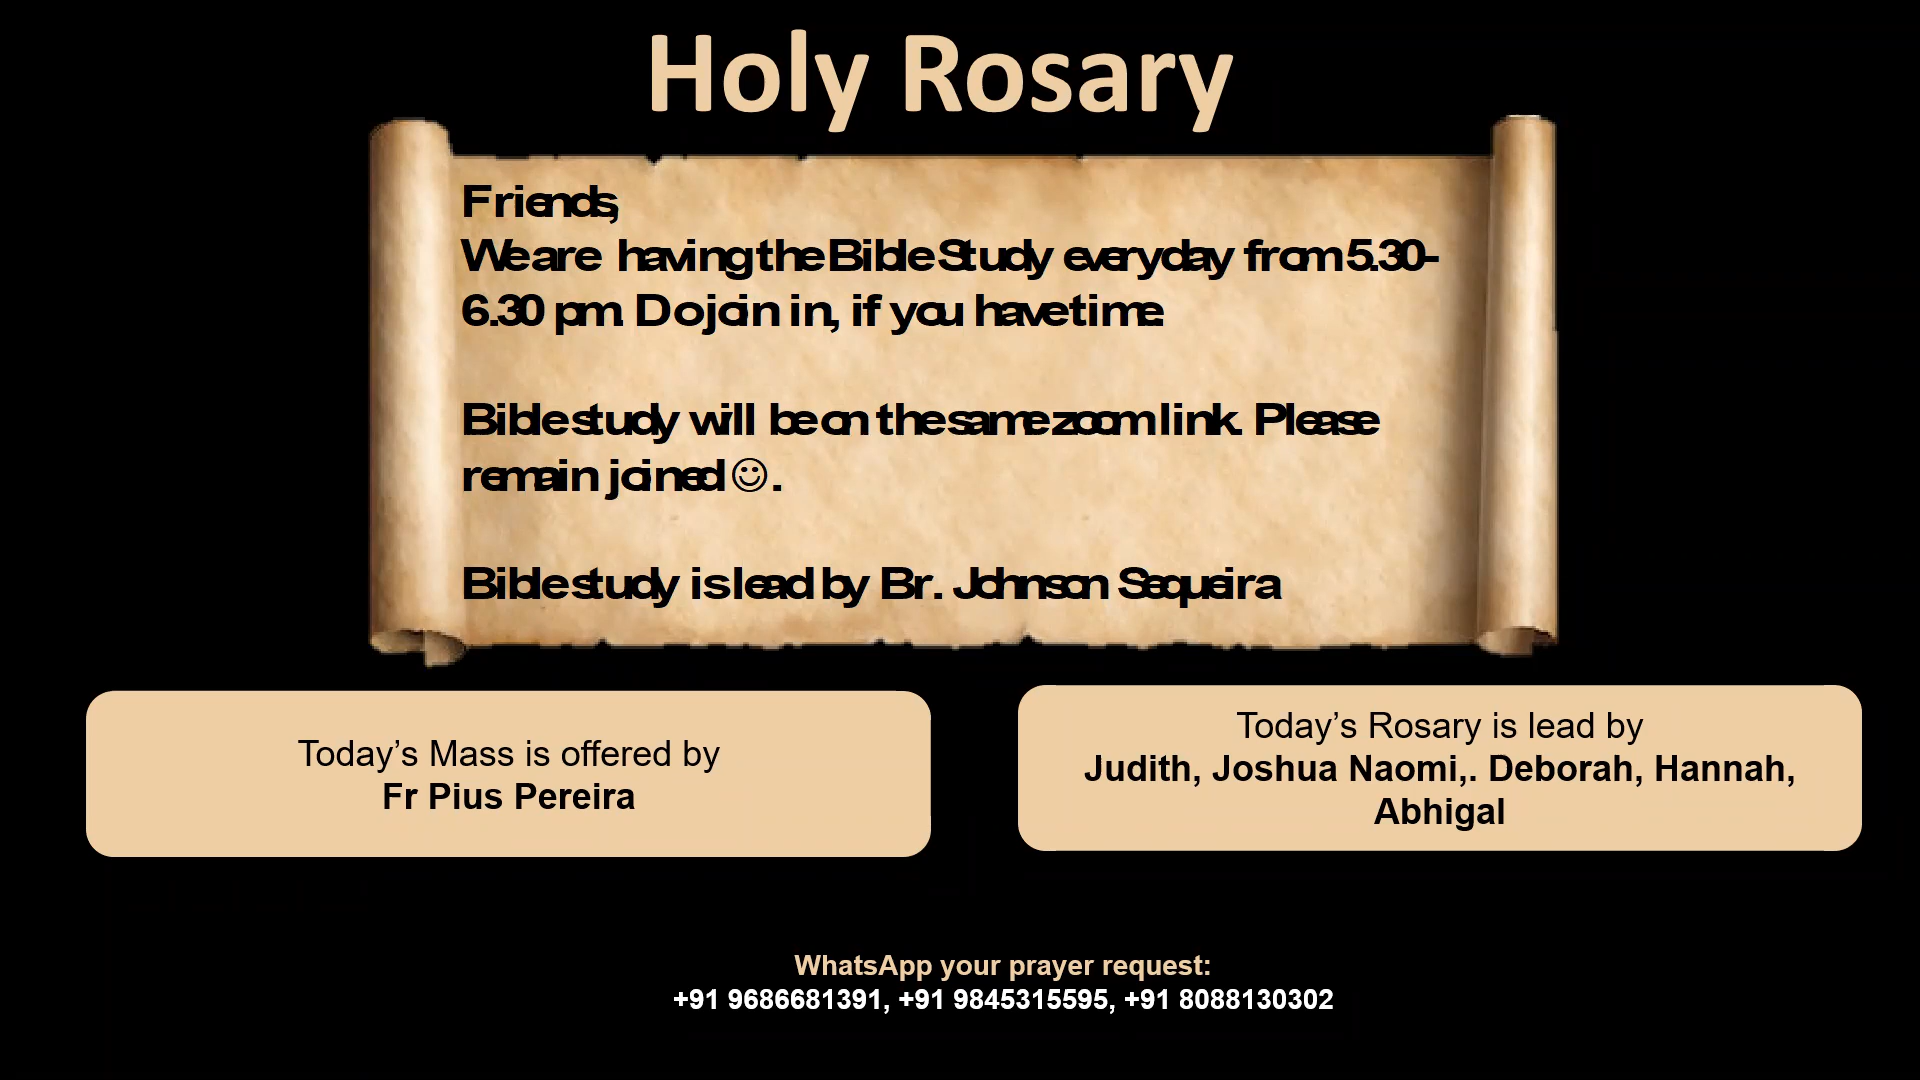 Holy Rosary
Friends,
We are having the Bible Study everyday from 5.30-
6.30 pm. Do join in, if you have time.
Bible study will be on the same zoom link. Please
remain joined ☺.
Bible study is lead by Br. Johnson Sequeira
Today’s Mass is offered by
Fr Pius Pereira
Today’s Rosary is lead by
Judith, Joshua Naomi,. Deborah, Hannah,
Abhigal
WhatsApp your prayer request:
+91 9686681391, +91 9845315595, +91 8088130302